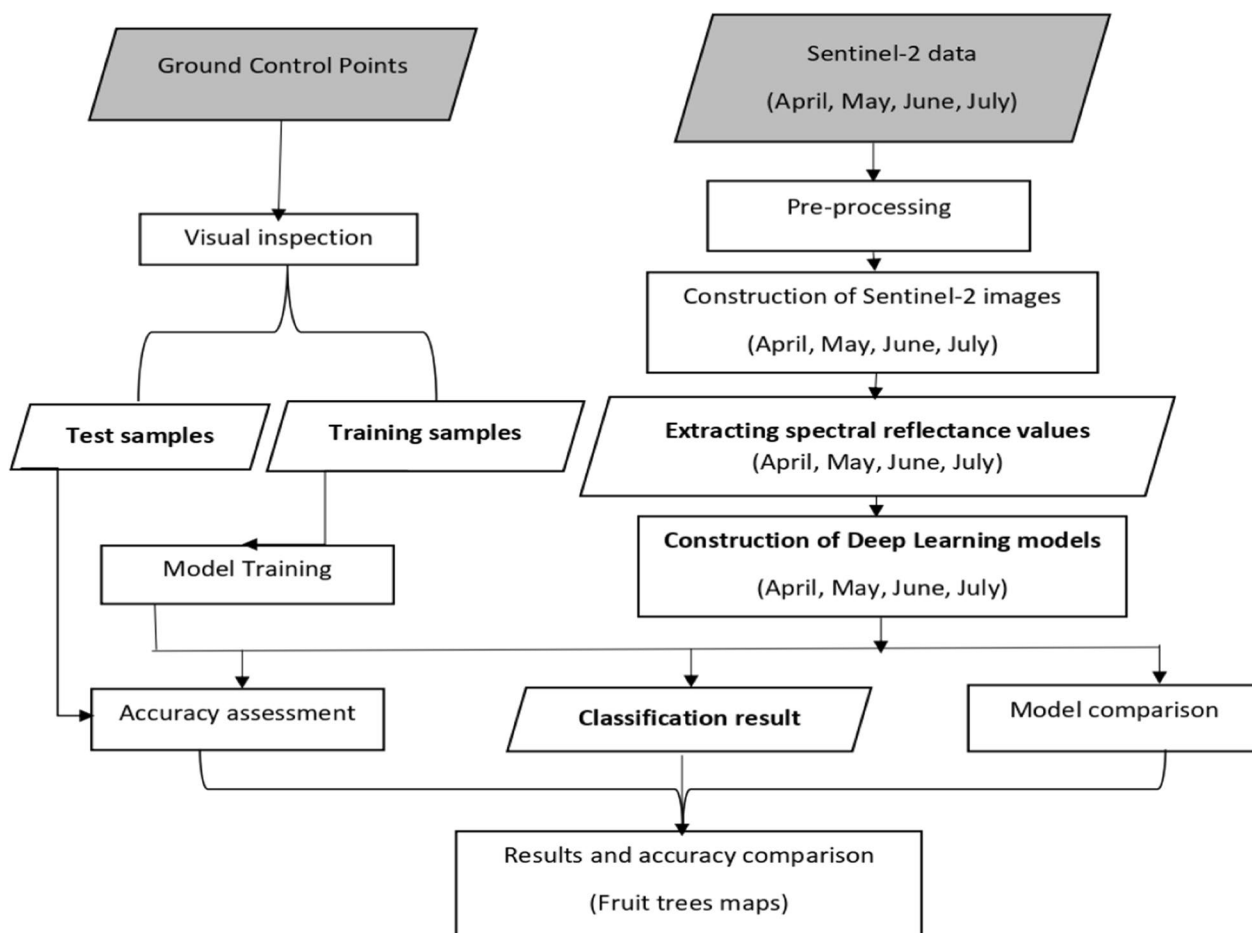 Ground Control Points
Sentinel-2 data
(April, May, June, July)
Pre-processing
Visual inspection
Construction of Sentinel-2 images
(April, May, June, July)
Test samples
Training samples
Extracting spectral reflectance values
(April, May, June, July)
Construction of Deep Learning models
(April, May, June, July)
Model Training
Accuracy assessment
Classification result
Model comparison
Results and accuracy comparison
(Fruit trees maps)